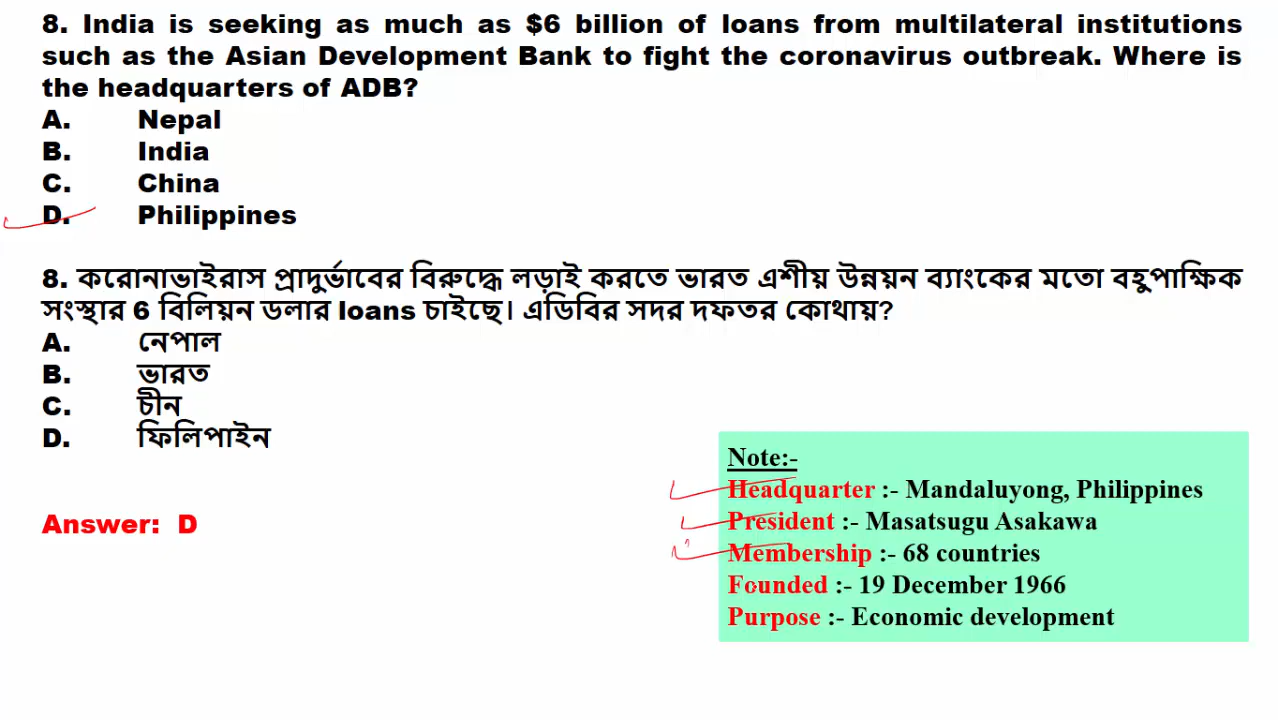 8. India is seeking as much as $6 billion of loans from multilateral institutions
such as the Asian Development Bank to fight the coronavirus outbreak. Where is
the headquarters of ADB?
A. Nepal
B. India
C. China
D. Philippines
8. করোনাভাইরাস প্রাদুর্ভাবের বিরুদ্ধে লড়াই করতে ভারত এশীয় উন্নয়ন ব্যাংকের মতো বহুপাক্ষিক
সংস্থার 6 বিলিয়ন ডলার loans চাইছে। এডিবির সদর দফতর কোথায়?
A. নেপাল
B. ভারত
C. চীন
D. ফিলিপাইন
Answer: D
Note:-
Headquarter :- Mandaluyong, Philippines
President :- Masatsugu Asakawa
Membership :- 68 countries
Founded :- 19 December 1966
Purpose :- Economic development